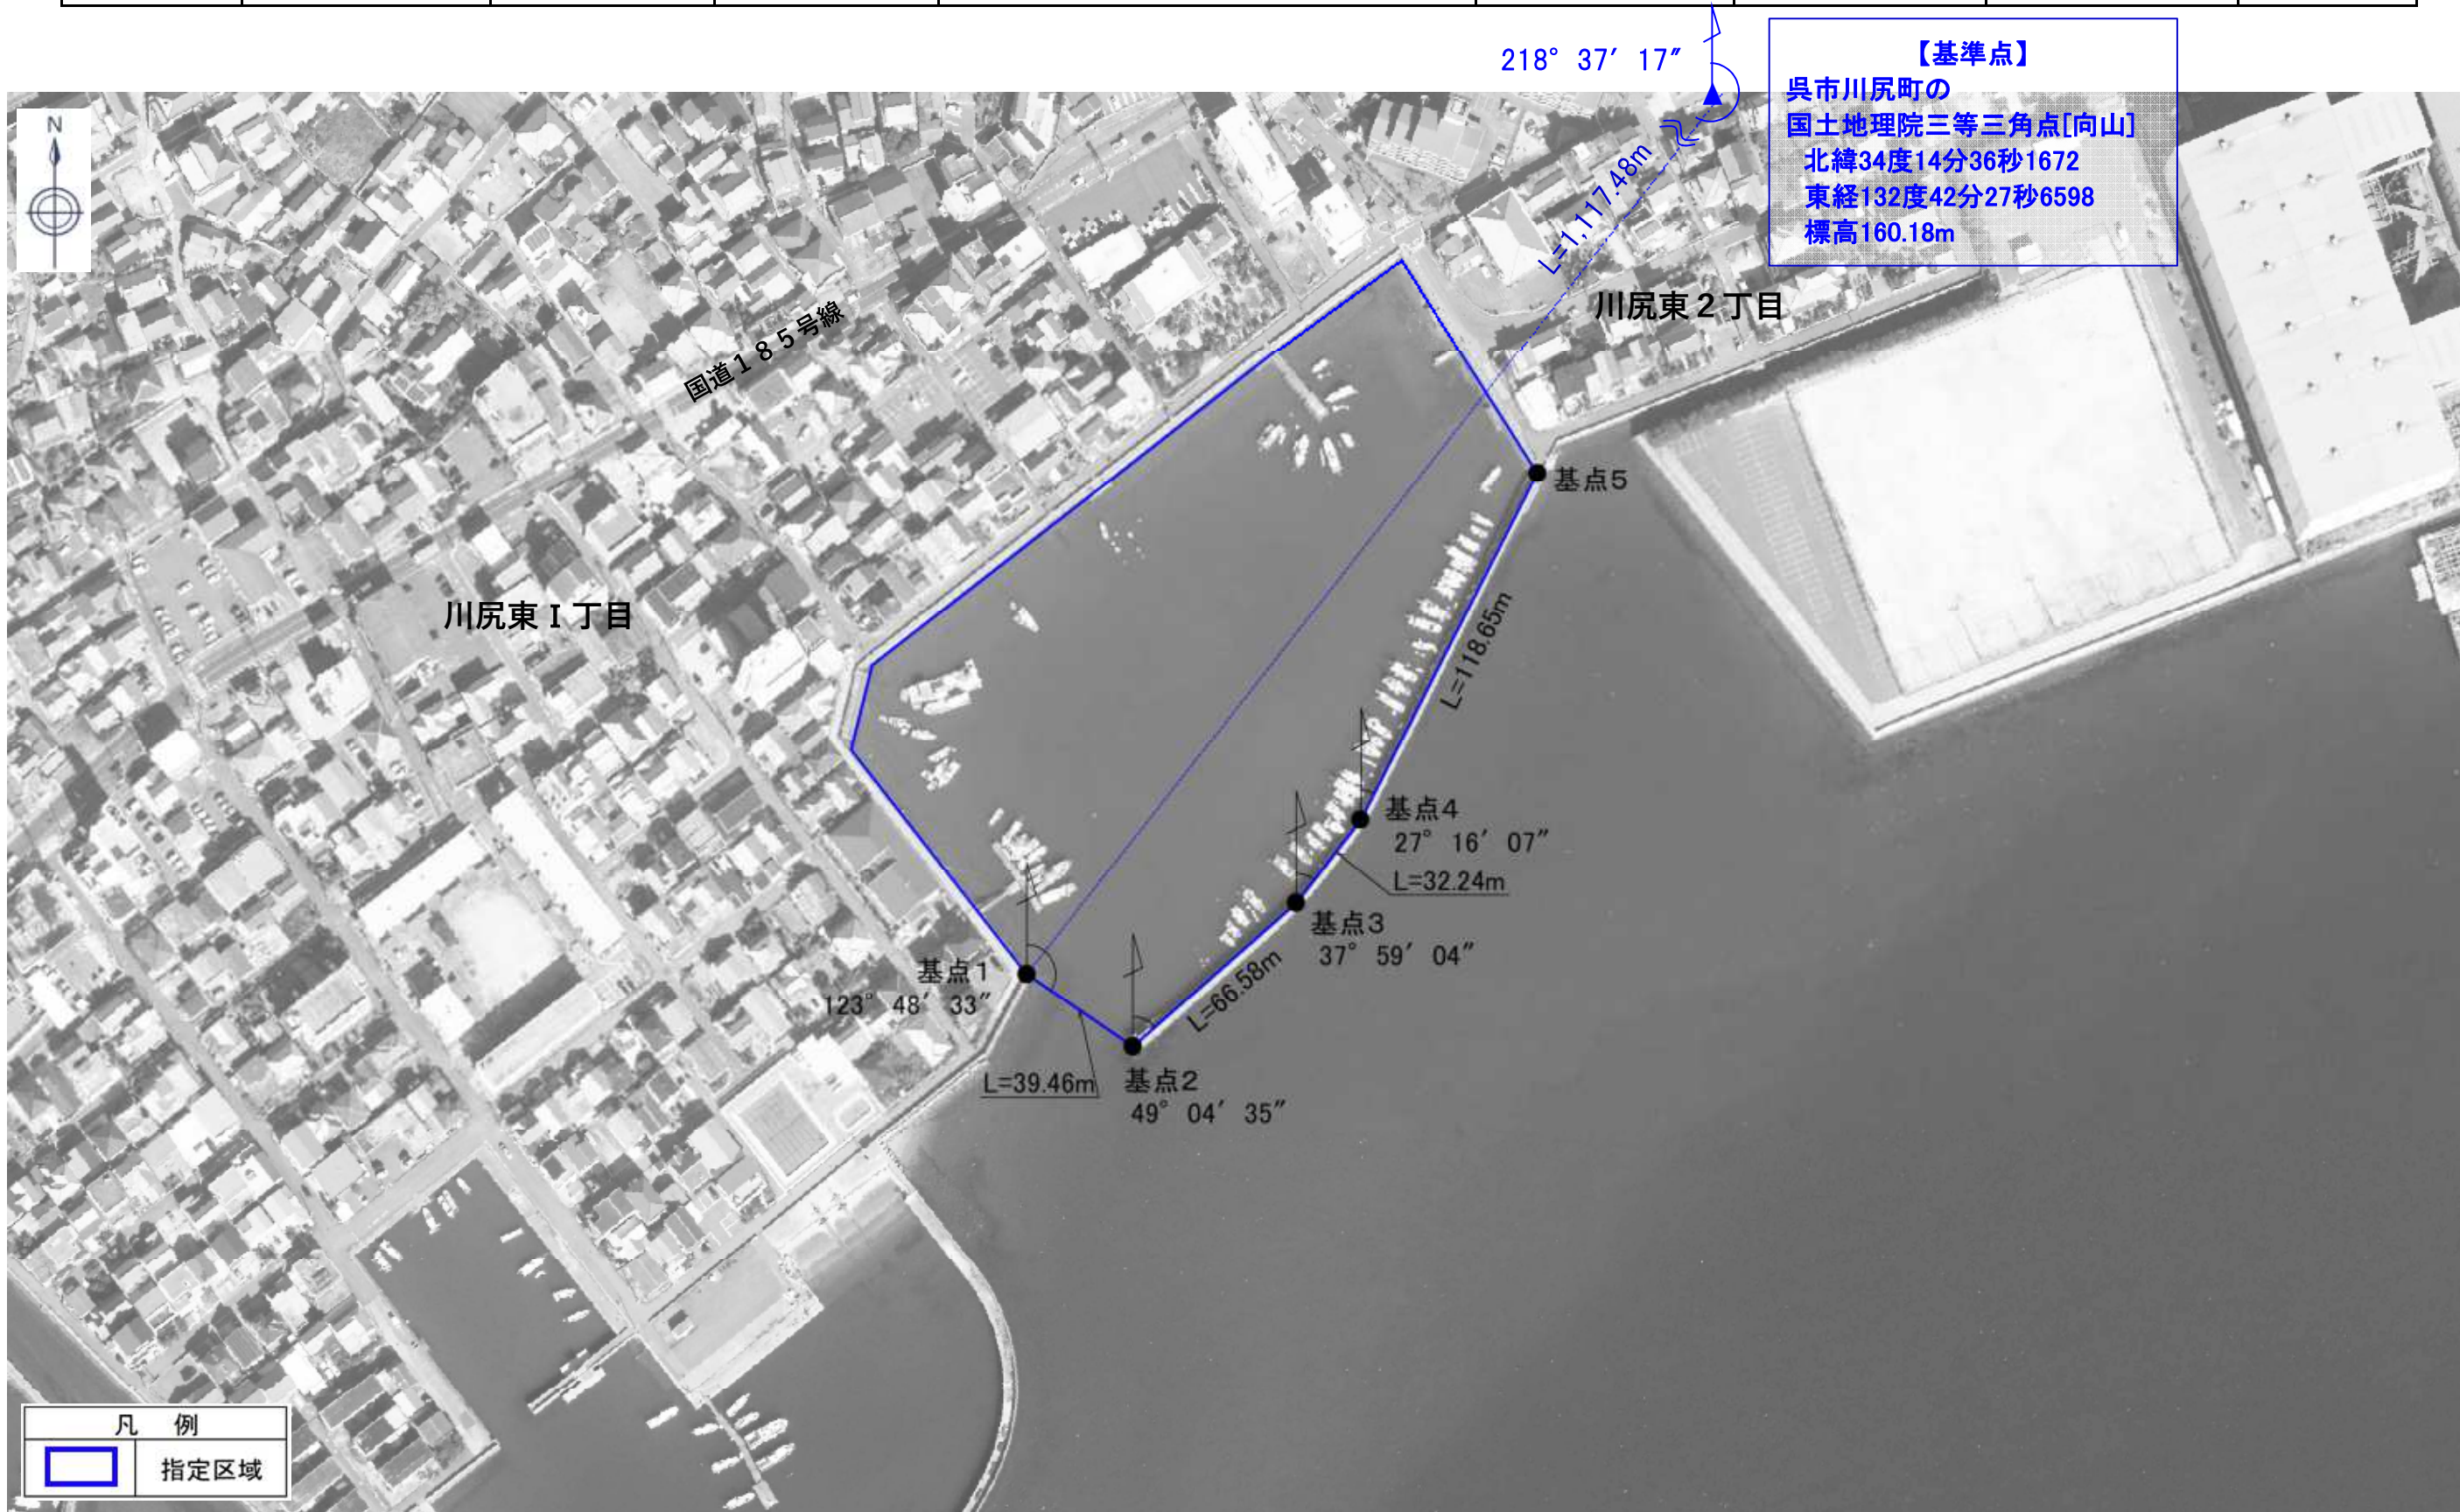 218° 37′ 17″
【基準点】
呉市川尻町の
国土地理院三等三角点[向山]
北緯34度14分36秒1672
東経132度42分27秒6598
標高160.18m
N
L=1,117.48m
国道１８５号線
川尻東２丁目
基点5
川尻東Ｉ丁目
L=118.65m
基点4
27° 16′ 07″
L=32.24m
基点3
37° 59′ 04″
基点1
123° 48′ 33″
L=66.58m
L=39.46m
基点2
49° 04′ 35″
凡 例
指定区域